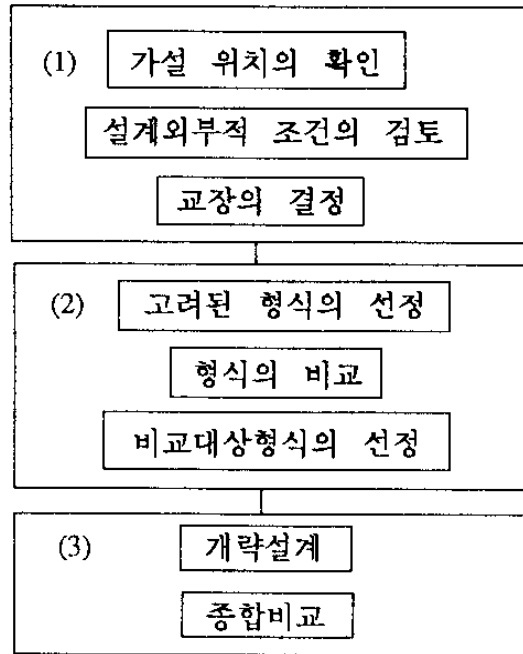 (1) 가설 위치의 확인
설계외부적 조건의 검토
교장의 결정
(2) 고려된 형식의 선정
형식의 비교
비교대상형식의 선정
(3) 개략설계
종합비교